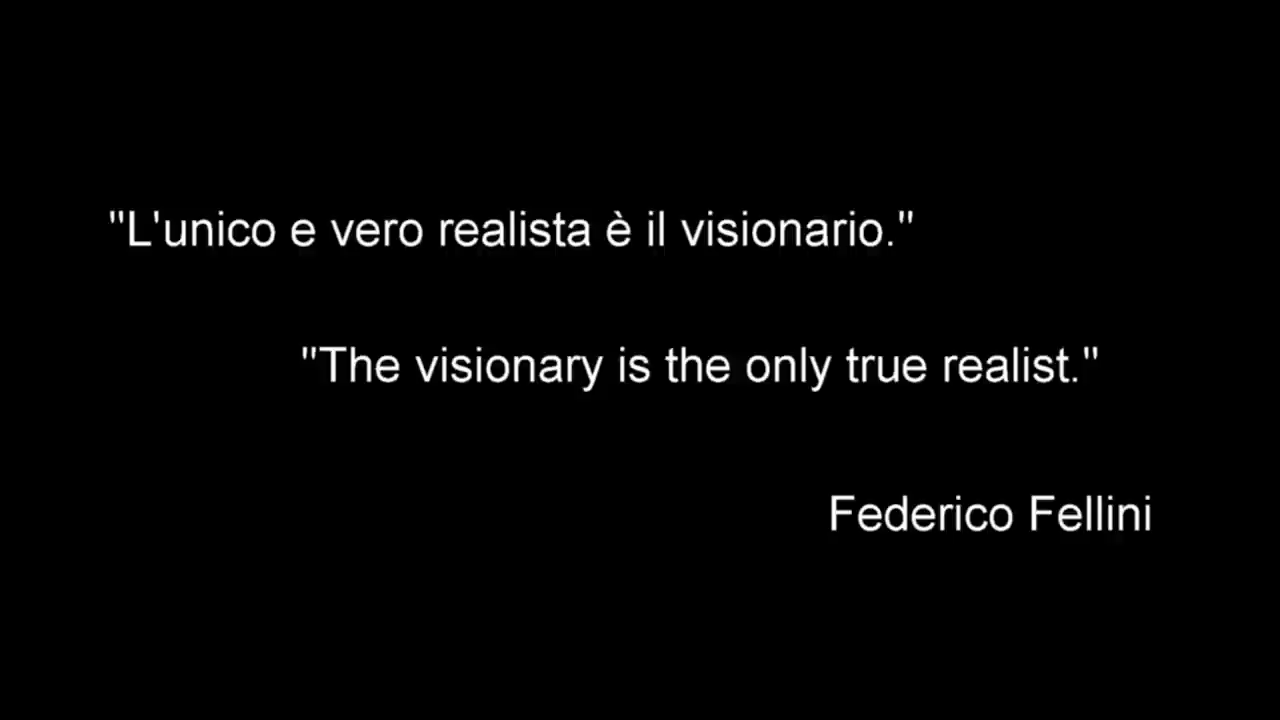 "L'unico e vero realista è il visionario."
"The visionary is the only true realist."
Federico Fellini